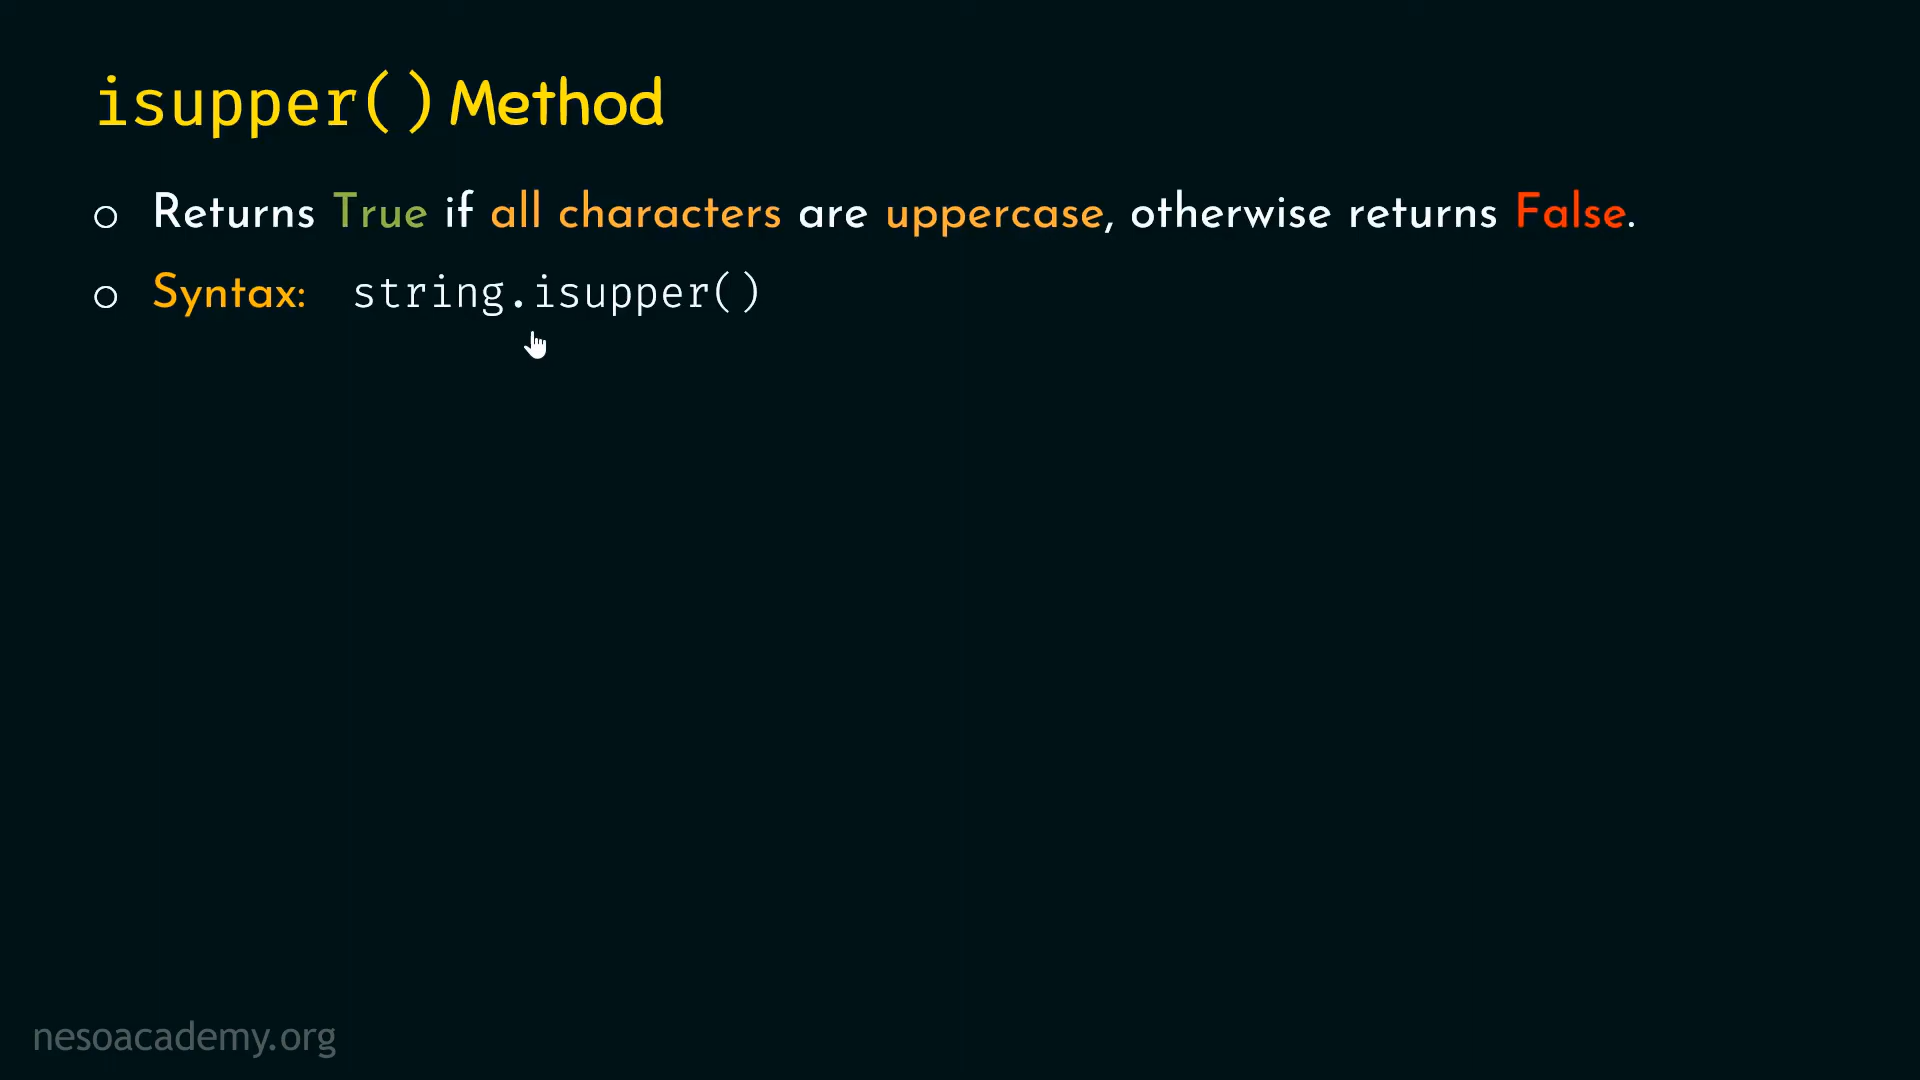 isupper() Method
Returns True if all characters are uppercase, otherwise returns False.
Syntax: string.isupper()
nesoacademy.org